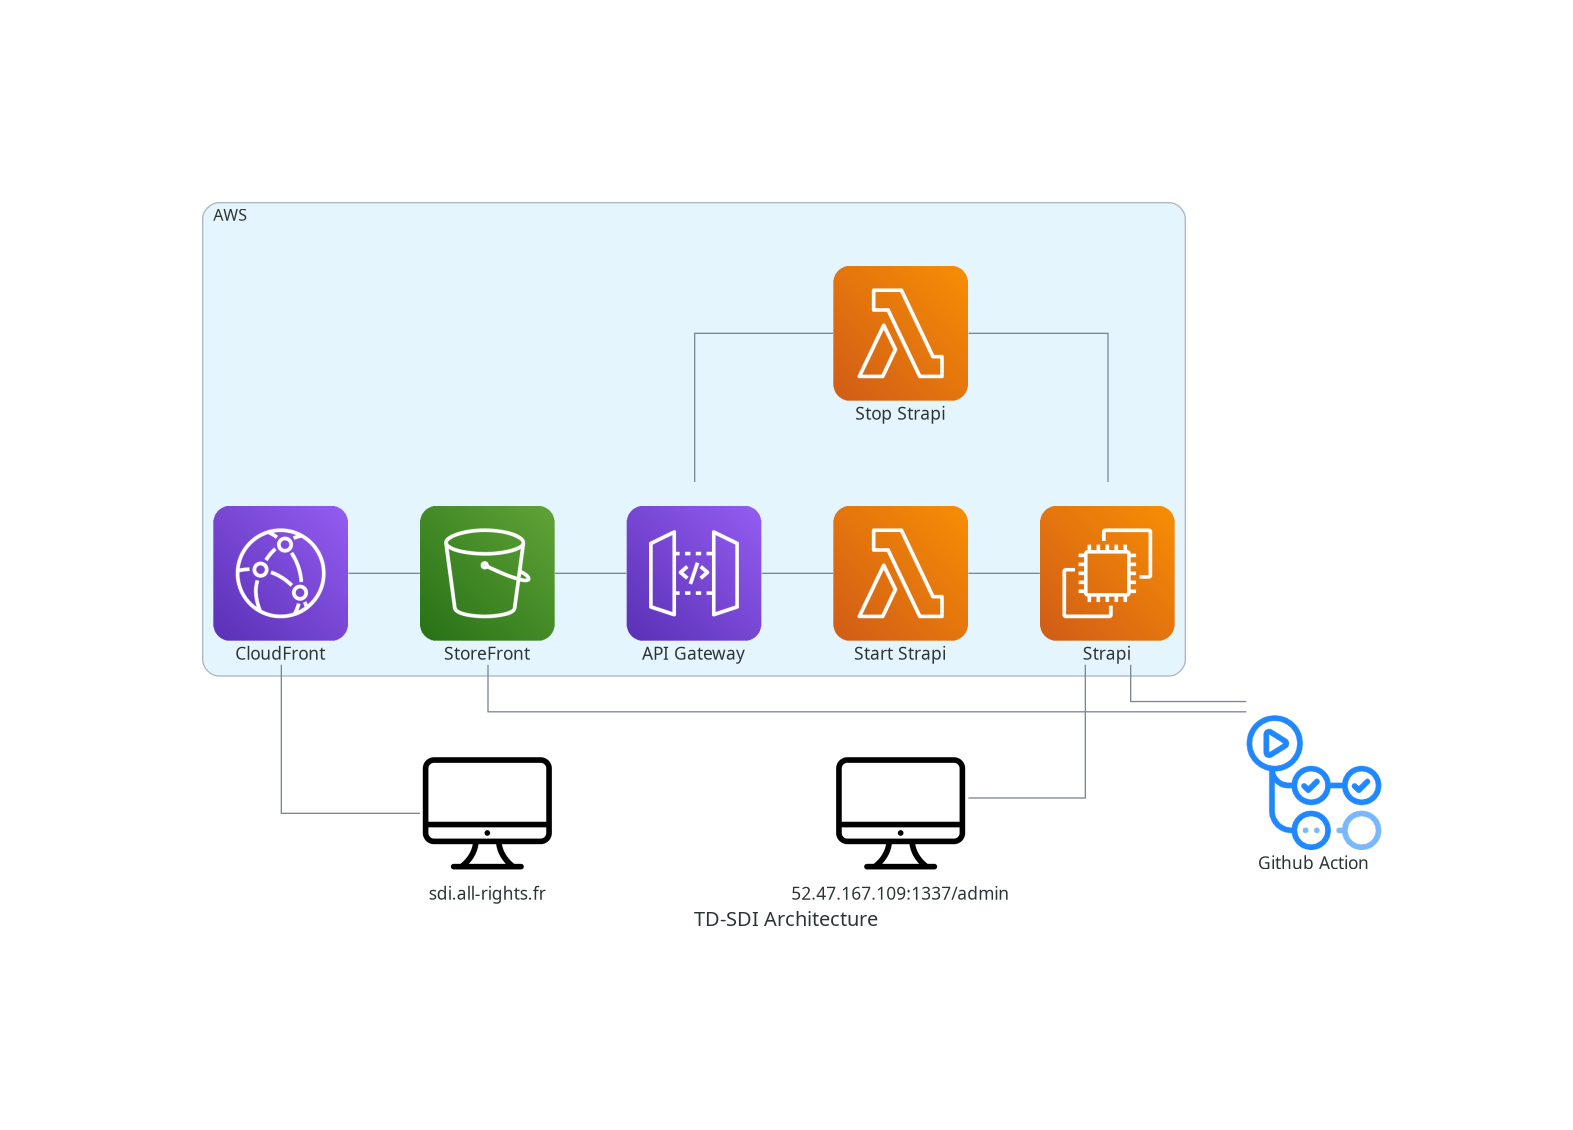 AWS
Stop Strapi
CloudFront
StoreFront
API Gateway
Start Strapi
Strapi
Github Action
sdi.all-rights.fr
52.47.167.109:1337/admin
TD-SDI Architecture